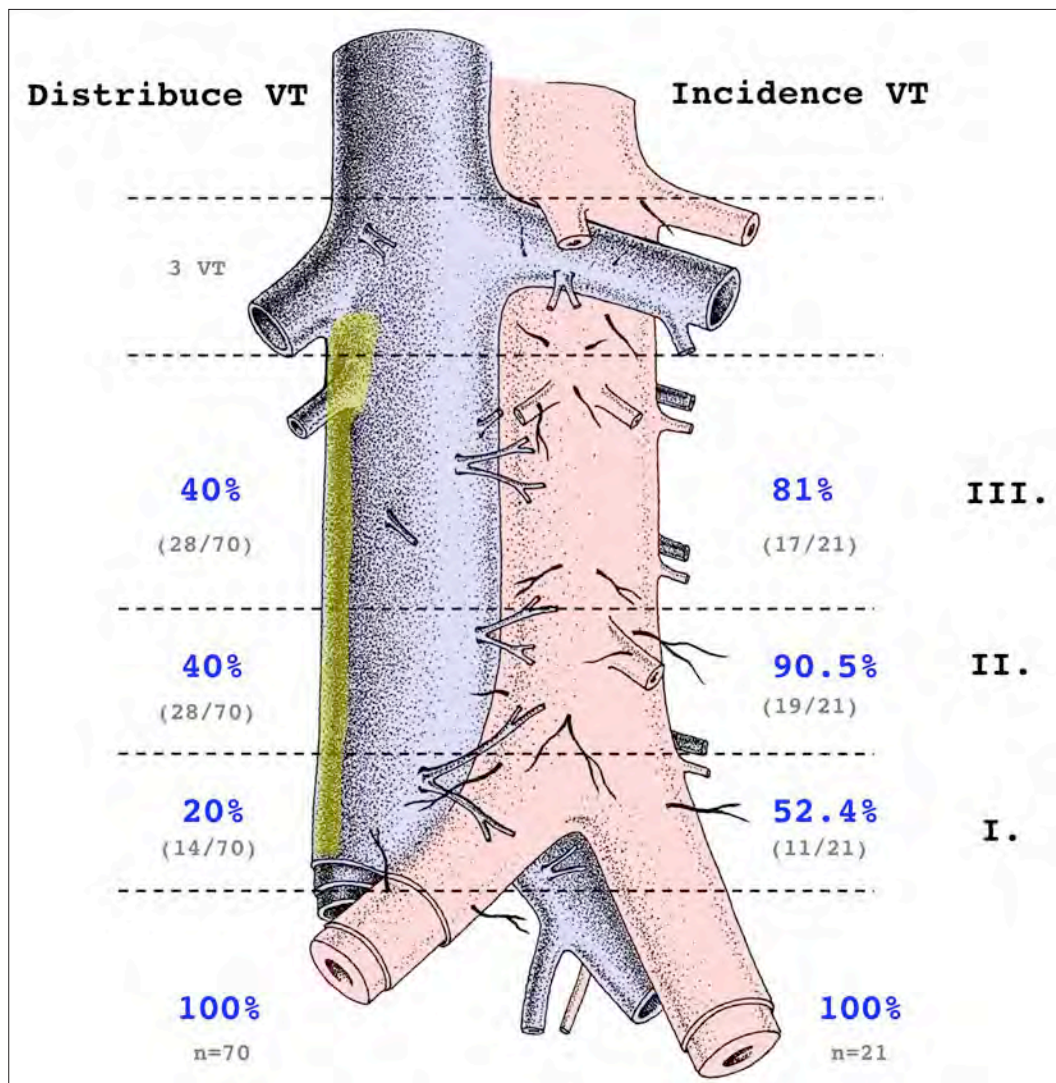 Distribuce VT
Incidence VT
3 VT
40%
(28/70)
81%
(17/21)
III.
40%
(28/70)
90.5%
(19/21)
II.
20%
(14/70)
52.4%
(11/21)
I.
100%
n=70
100%
n=21